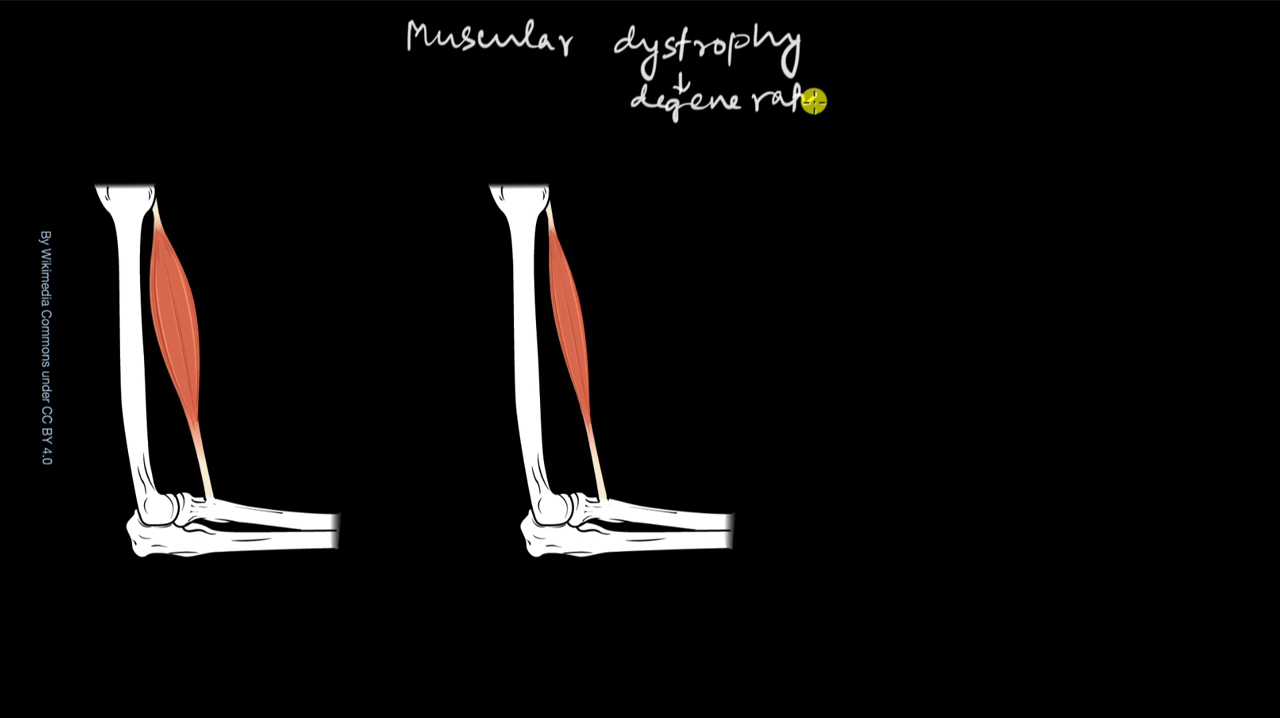 Muscular dystrophy
↓
degenerat
By Wikimedia Commons under CC BY 4.0